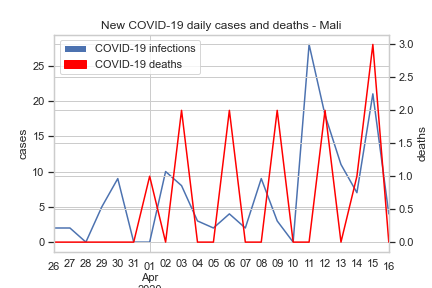 New COVID-19 daily cases and deaths - Mali
COVID-19 infections
COVID-19 deaths
cases
25
20
15
10
5
0
3.0
2.5
2.0
1.5
1.0
0.5
0.0
deaths
26 27 28 29 30 31 01 02 03 04 05 06 07 08 09 10 11 12 13 14 15 16
Apr
2020